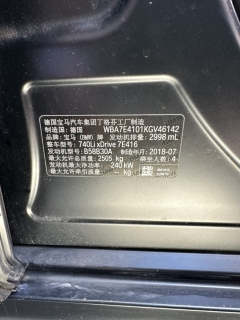 德国宝马汽车集团丁格芬工厂制造
制造国：德国 WBA7E4101KGV46142
品牌：宝马 (BMW) 牌 发动机排量：2998 mL
整车型号：740Li xDrive 7E416
发动机型号：B58B30A 制造年月：2018-07
最大允许总质量：2505 kg 乘坐人数：4
发动机最大净功率：240 kW
最大允许牵引质量：-- kg